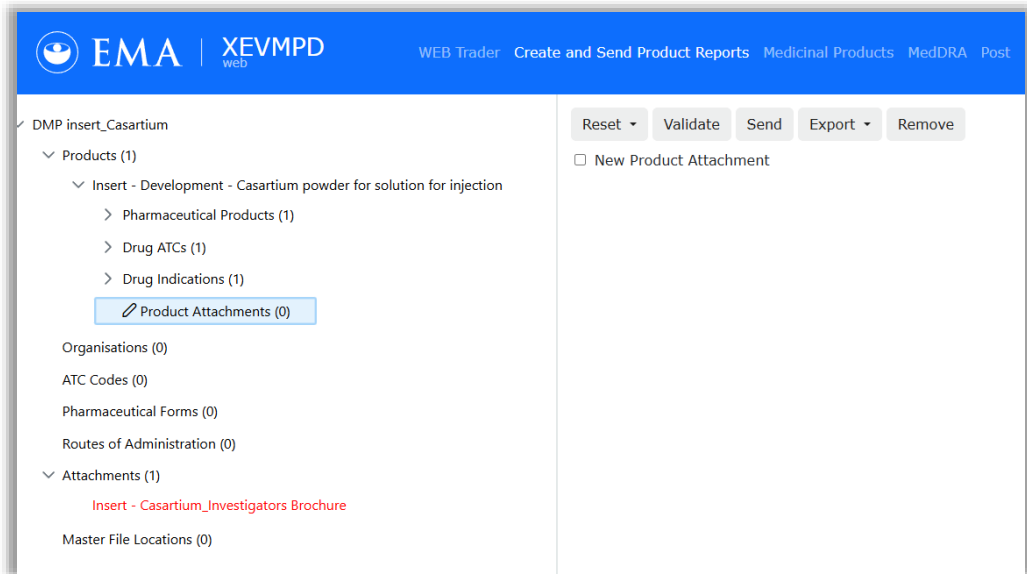 EMA | XEVMPD web
WEB Trader Create and Send Product Reports Medicinal Products MedDRA Post
DMP insert_Casartium
Products (1)
Insert - Development - Casartium powder for solution for injection
Pharmaceutical Products (1)
Drug ATCs (1)
Drug Indications (1)
Product Attachments (0)
Organisations (0)
ATC Codes (0)
Pharmaceutical Forms (0)
Routes of Administration (0)
Attachments (1)
Insert - Casartium_Investigators Brochure
Master File Locations (0)
Reset Validate Send Export Remove
New Product Attachment